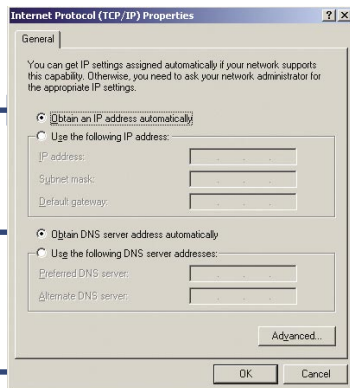 Internet Protocol (TCP/IP) Properties
? X
General
You can get IP settings assigned automatically if your network supports
this capability. Otherwise, you need to ask your network administrator for
the appropriate IP settings.
Obtain an IP address automatically
Use the following IP address:
IP address:
Subnet mask:
Default gateway:
Obtain DNS server address automatically
Use the following DNS server addresses:
Preferred DNS server:
Alternate DNS server:
Advanced...
OK Cancel